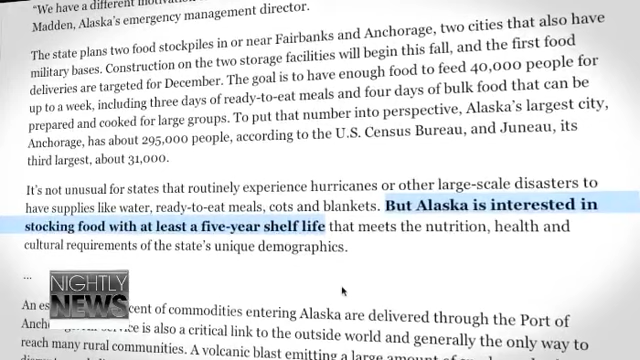 "We have a different
Madden, Alaska's emergency management director.
The state plans two food stockpiles in or near Fairbanks and Anchorage, two cities that also have
military bases. Construction on the two storage facilities will begin this fall, and the first food
deliveries are targeted for December. The goal is to have enough food to feed 40,000 people for
up to a week, including three days of ready-to-eat meals and four days of bulk food that can be
prepared and cooked for large groups. To put that number into perspective, Alaska's largest city,
Anchorage, has about 295,000 people, according to the U.S. Census Bureau, and Juneau, its
third largest, about 31,000.
It's not unusual for states that routinely experience hurricanes or other large-scale disasters to
have supplies like water, ready-to-eat meals, cots and blankets. But Alaska is interested in
stocking food with at least a five-year shelf life that meets the nutrition, health and
cultural requirements of the state's unique demographics.
...
NIGHTLY
NEWS
An es cent of commodities entering Alaska are delivered through the Port of
Anch is also a critical link to the outside world and generally the only way to
reach many rural communities. A volcanic blast emitting a large amount of